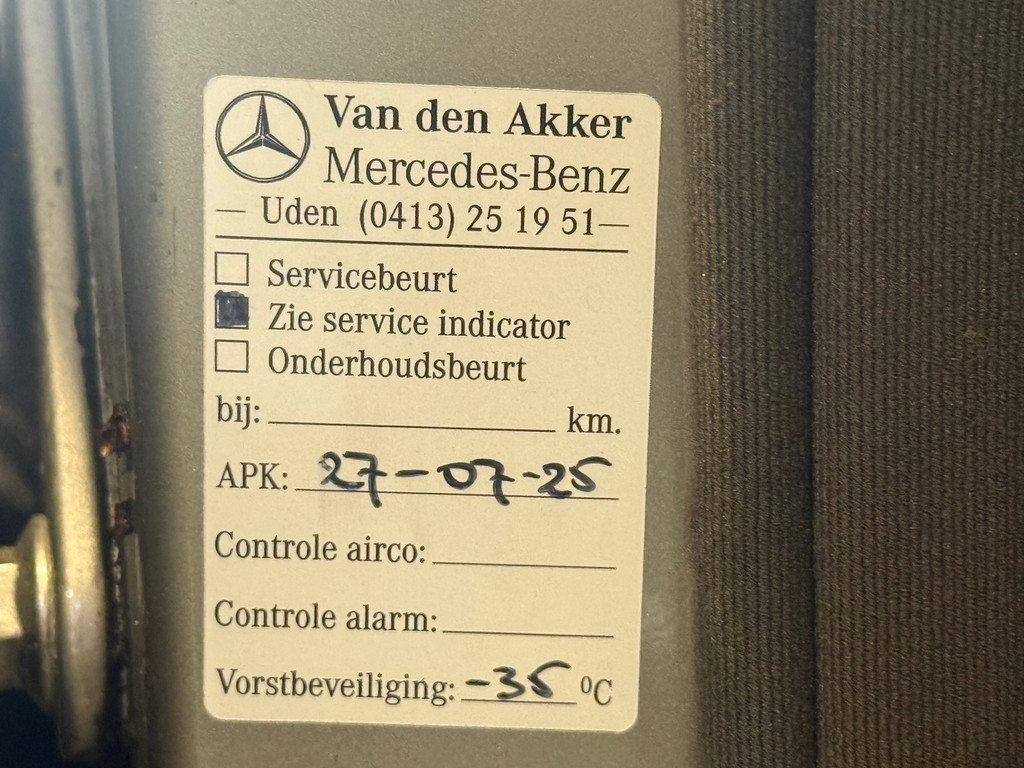 Van den Akker
Mercedes-Benz
— Uden (0413) 25 19 51—
Servicebeurt
Zie service indicator
Onderhoudsbeurt
bij: km.
APK: 27-07-25
Controle airco:
Controle alarm:
Vorstbeveiliging: -35 ºC